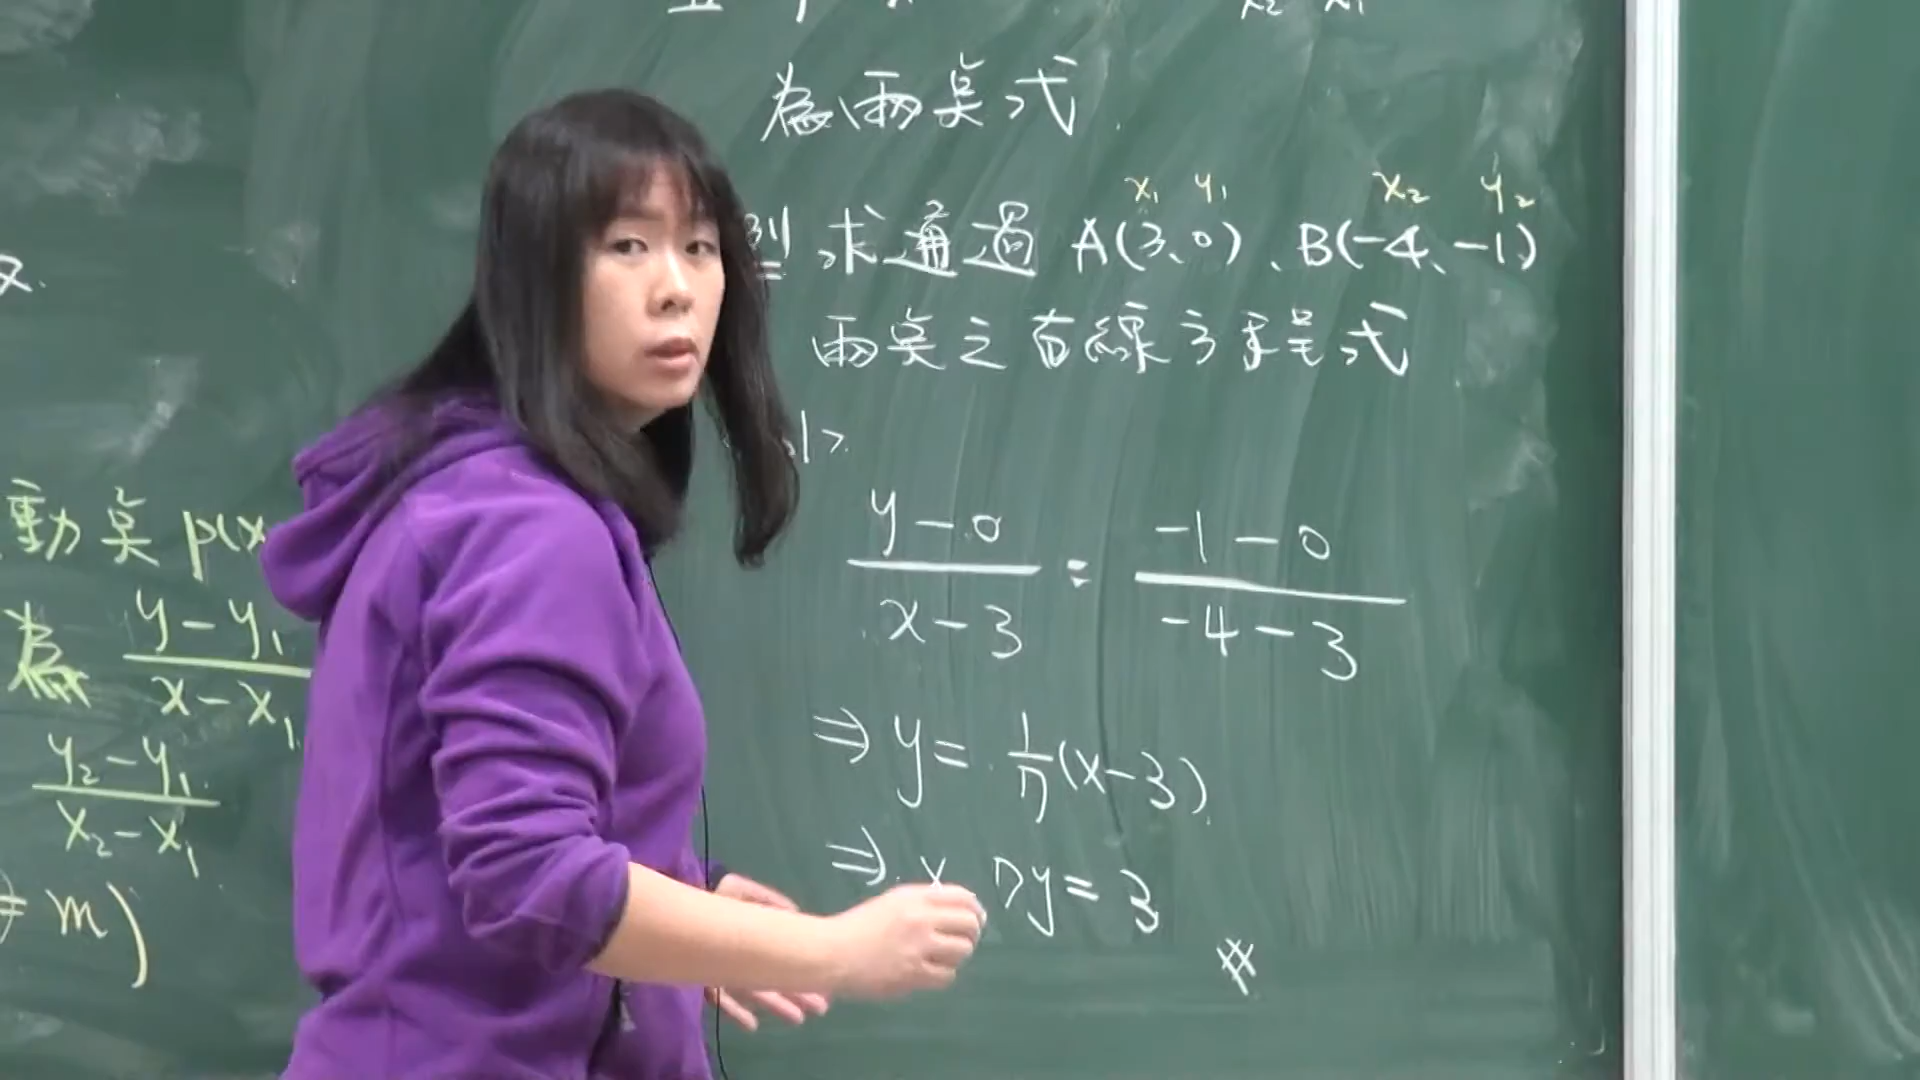 動點 p(x
為 y-y₁ / x-x₁
y₂-y₁ / x₂-x₁
= m)
x₂ x₁
為兩點式
x₁ y₁ x₂ y₂
求通過 A(3、0)、B(-4、-1)
兩點之直線方程式
(y-0)/(x-3) = (-1-0)/(-4-3)
⇒ y = 1/7 (x-3)
⇒ x 7y = 3
#